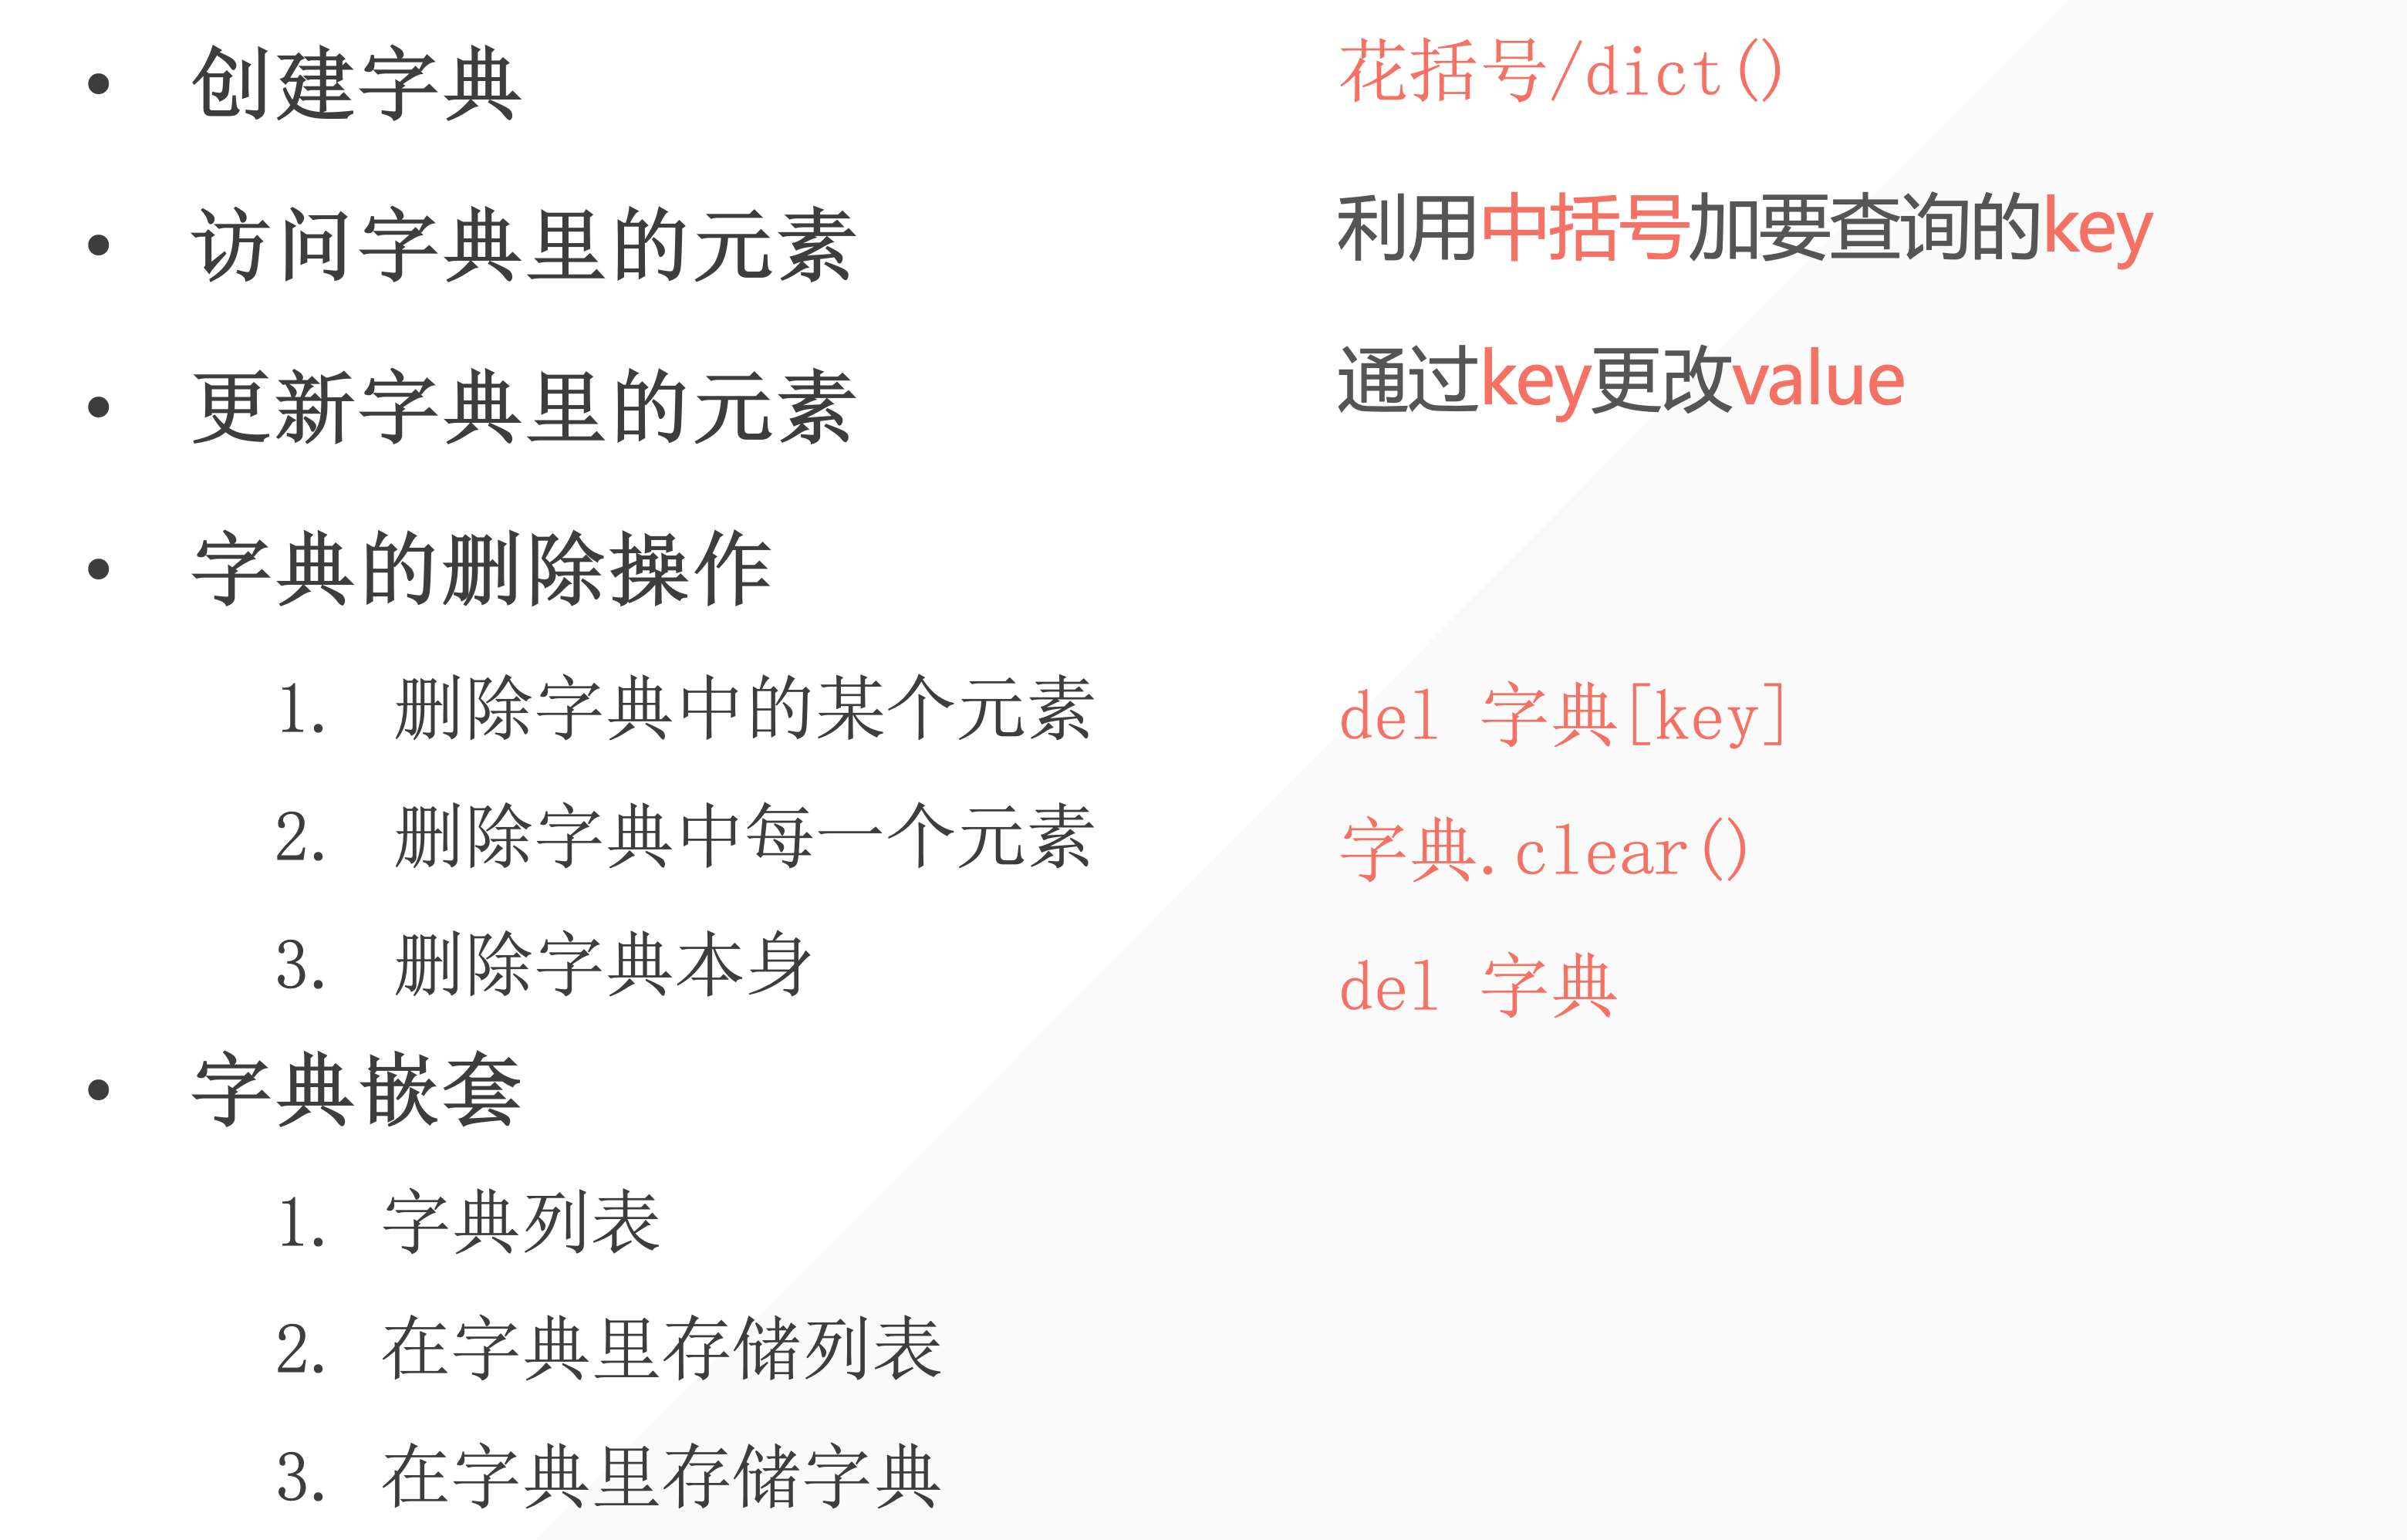 • 创建字典
花括号/dict()
• 访问字典里的元素
利用中括号加要查询的key
• 更新字典里的元素
通过key更改value
• 字典的删除操作
1. 删除字典中的某个元素
del 字典[key]
2. 删除字典中每一个元素
字典.clear()
3. 删除字典本身
del 字典
• 字典嵌套
1. 字典列表
2. 在字典里存储列表
3. 在字典里存储字典